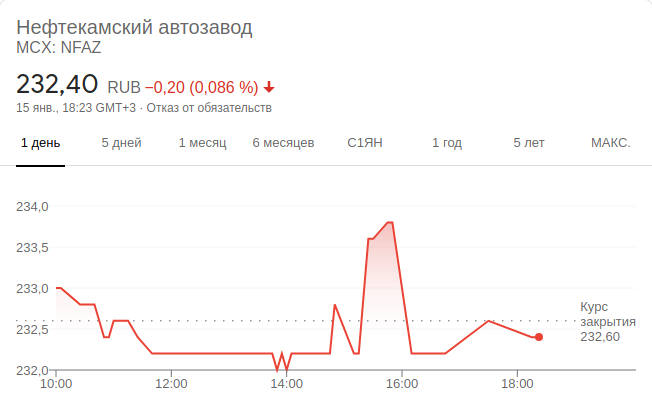 Нефтекамский автозавод
MCX: NFAZ
232,40 RUB −0,20 (0,086 %)
15 янв., 18:23 GMT+3 · Отказ от обязательств
1 день 5 дней 1 месяц 6 месяцев С1ЯН 1 год 5 лет МАКС.
234,0
233,5
233,0
232,5
232,0
Курс
закрытия
232,60
10:00 12:00 14:00 16:00 18:00